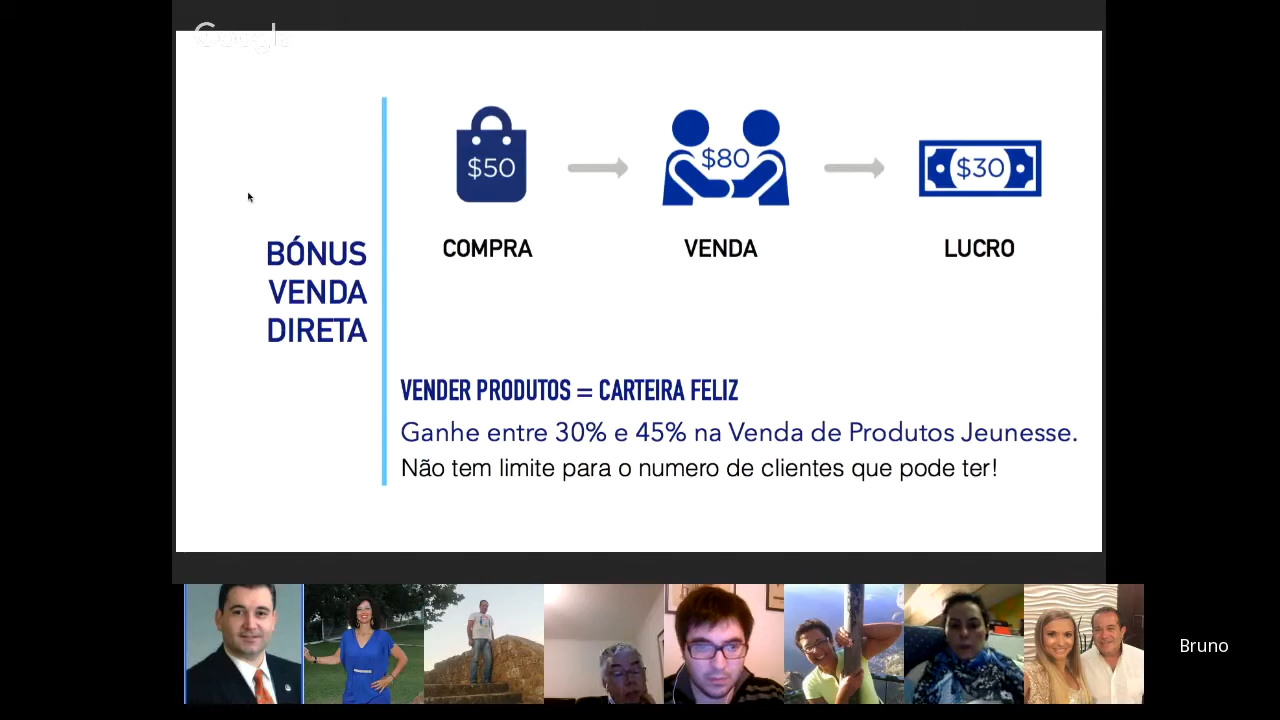 Google
$50
$80
$30
COMPRA
VENDA
LUCRO
BÓNUS
VENDA
DIRETA
VENDER PRODUTOS = CARTEIRA FELIZ
Ganhe entre 30% e 45% na Venda de Produtos Jeunesse.
Não tem limite para o numero de clientes que pode ter!
Bruno